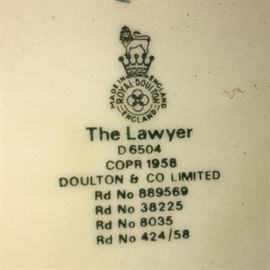 MADE IN ENGLAND
ROYAL · DOULTON
ENGLAND
The Lawyer
D 6504
COPR 1958
DOULTON & CO LIMITED
Rd No 889569
Rd No 38225
Rd No 8035
Rd No 424/58